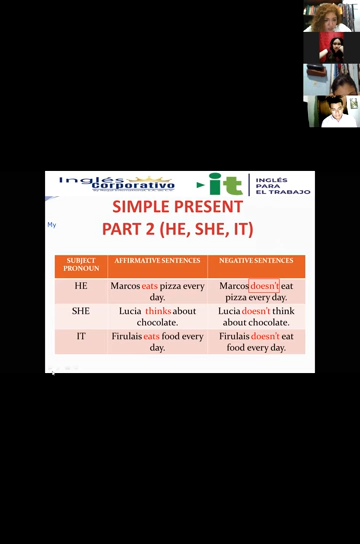 Inglés
Corporativo
it
INGLÉS
PARA
EL TRABAJO
SIMPLE PRESENT
PART 2 (HE, SHE, IT)
My
SUBJECT
PRONOUN
AFFIRMATIVE SENTENCES
NEGATIVE SENTENCES
HE
Marcos eats pizza every
day.
Marcos doesn't eat
pizza every day.
SHE
Lucia thinks about
chocolate.
Lucia doesn't think
about chocolate.
IT
Firulais eats food every
day.
Firulais doesn't eat
food every day.